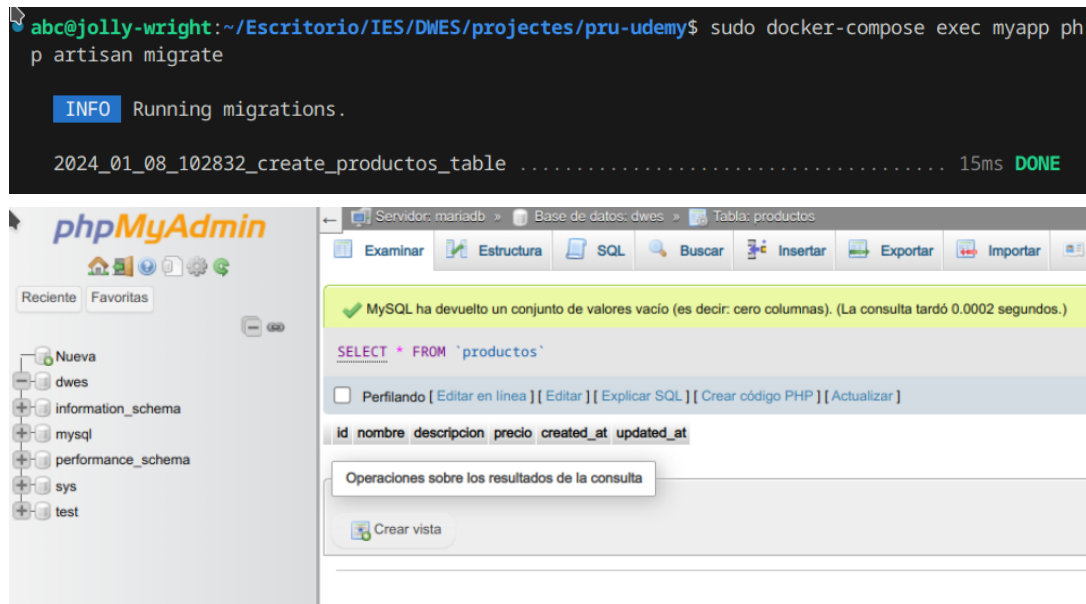 abc@jolly-wright:~/Escritorio/IES/DWES/projectes/pru-udemy$ sudo docker-compose exec myapp ph
p artisan migrate
INFO Running migrations.
2024_01_08_102832_create_productos_table ........................................ 15ms DONE
phpMyAdmin
Reciente Favoritas
Nueva
dwes
information_schema
mysql
performance_schema
sys
test
Servidor: mariadb » Base de datos: dwes » Tabla: productos
Examinar Estructura SQL Buscar Insertar Exportar Importar
MySQL ha devuelto un conjunto de valores vacío (es decir: cero columnas). (La consulta tardó 0.0002 segundos.)
SELECT * FROM `productos`
Perfilando [ Editar en línea ] [ Editar ] [ Explicar SQL ] [ Crear código PHP ] [ Actualizar ]
id nombre descripcion precio created_at updated_at
Operaciones sobre los resultados de la consulta
Crear vista